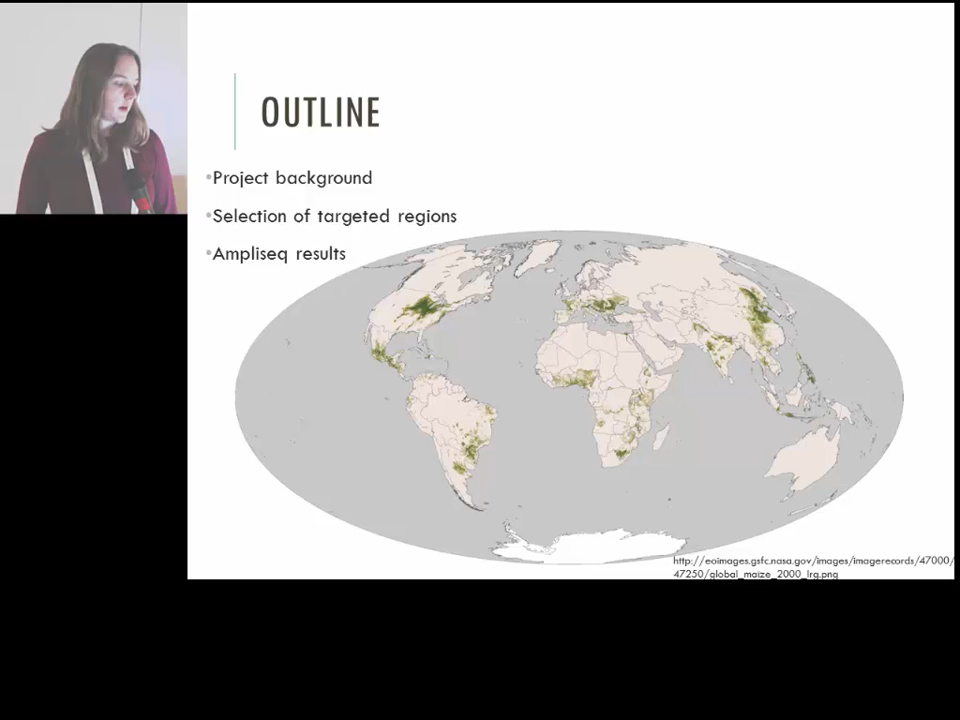 OUTLINE
•Project background
•Selection of targeted regions
•Ampliseq results
http://eoimages.gsfc.nasa.gov/images/imagerecords/47000/
47250/global_maize_2000_lrg.png